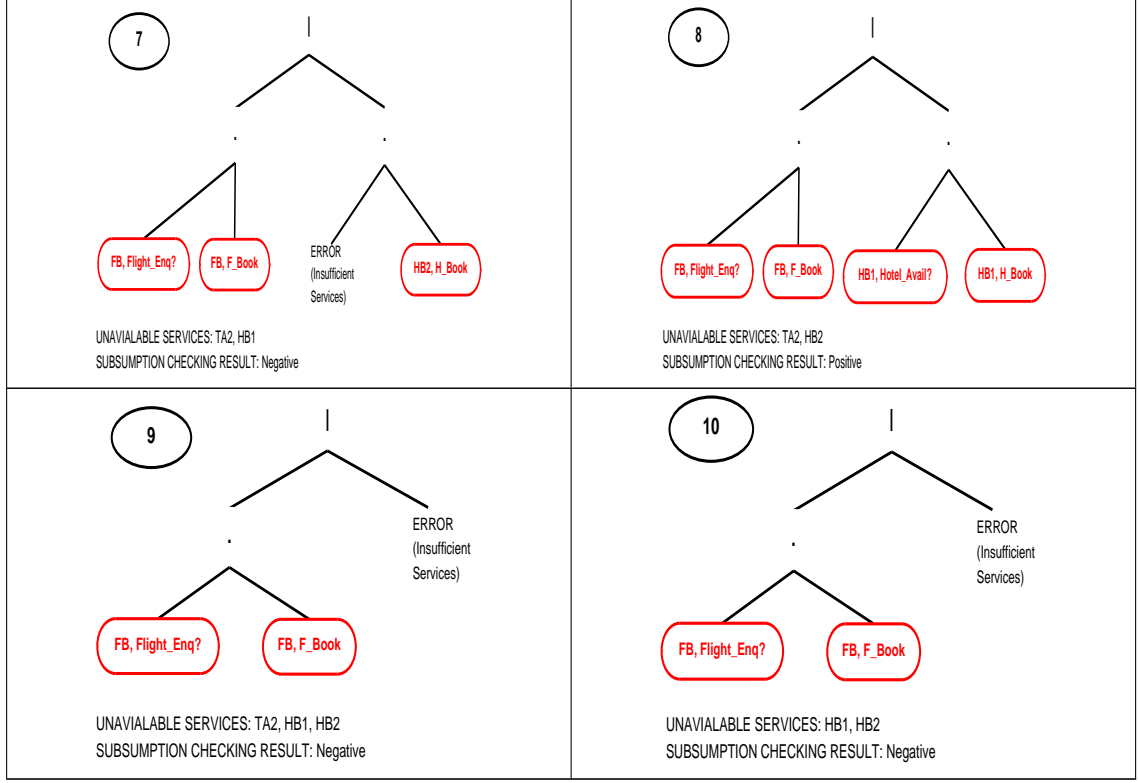 7
|
.
.
FB, Flight_Enq?
FB, F_Book
ERROR
(Insufficient
Services)
HB2, H_Book
UNAVIALABLE SERVICES: TA2, HB1
SUBSUMPTION CHECKING RESULT: Negative
8
|
.
.
FB, Flight_Enq?
FB, F_Book
HB1, Hotel_Avail?
HB1, H_Book
UNAVIALABLE SERVICES: TA2, HB2
SUBSUMPTION CHECKING RESULT: Positive
9
|
ERROR
(Insufficient
Services)
.
FB, Flight_Enq?
FB, F_Book
UNAVIALABLE SERVICES: TA2, HB1, HB2
SUBSUMPTION CHECKING RESULT: Negative
10
|
ERROR
(Insufficient
Services)
.
FB, Flight_Enq?
FB, F_Book
UNAVIALABLE SERVICES: HB1, HB2
SUBSUMPTION CHECKING RESULT: Negative